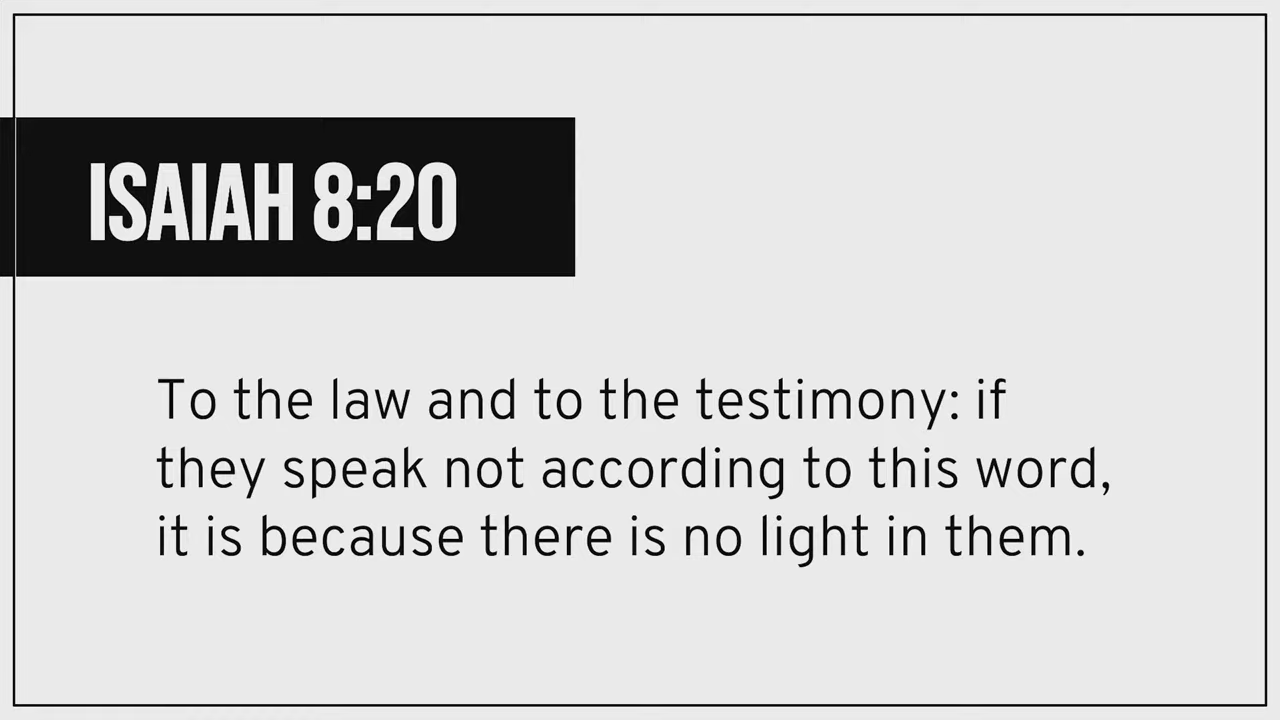 ISAIAH 8:20
To the law and to the testimony: if
they speak not according to this word,
it is because there is no light in them.